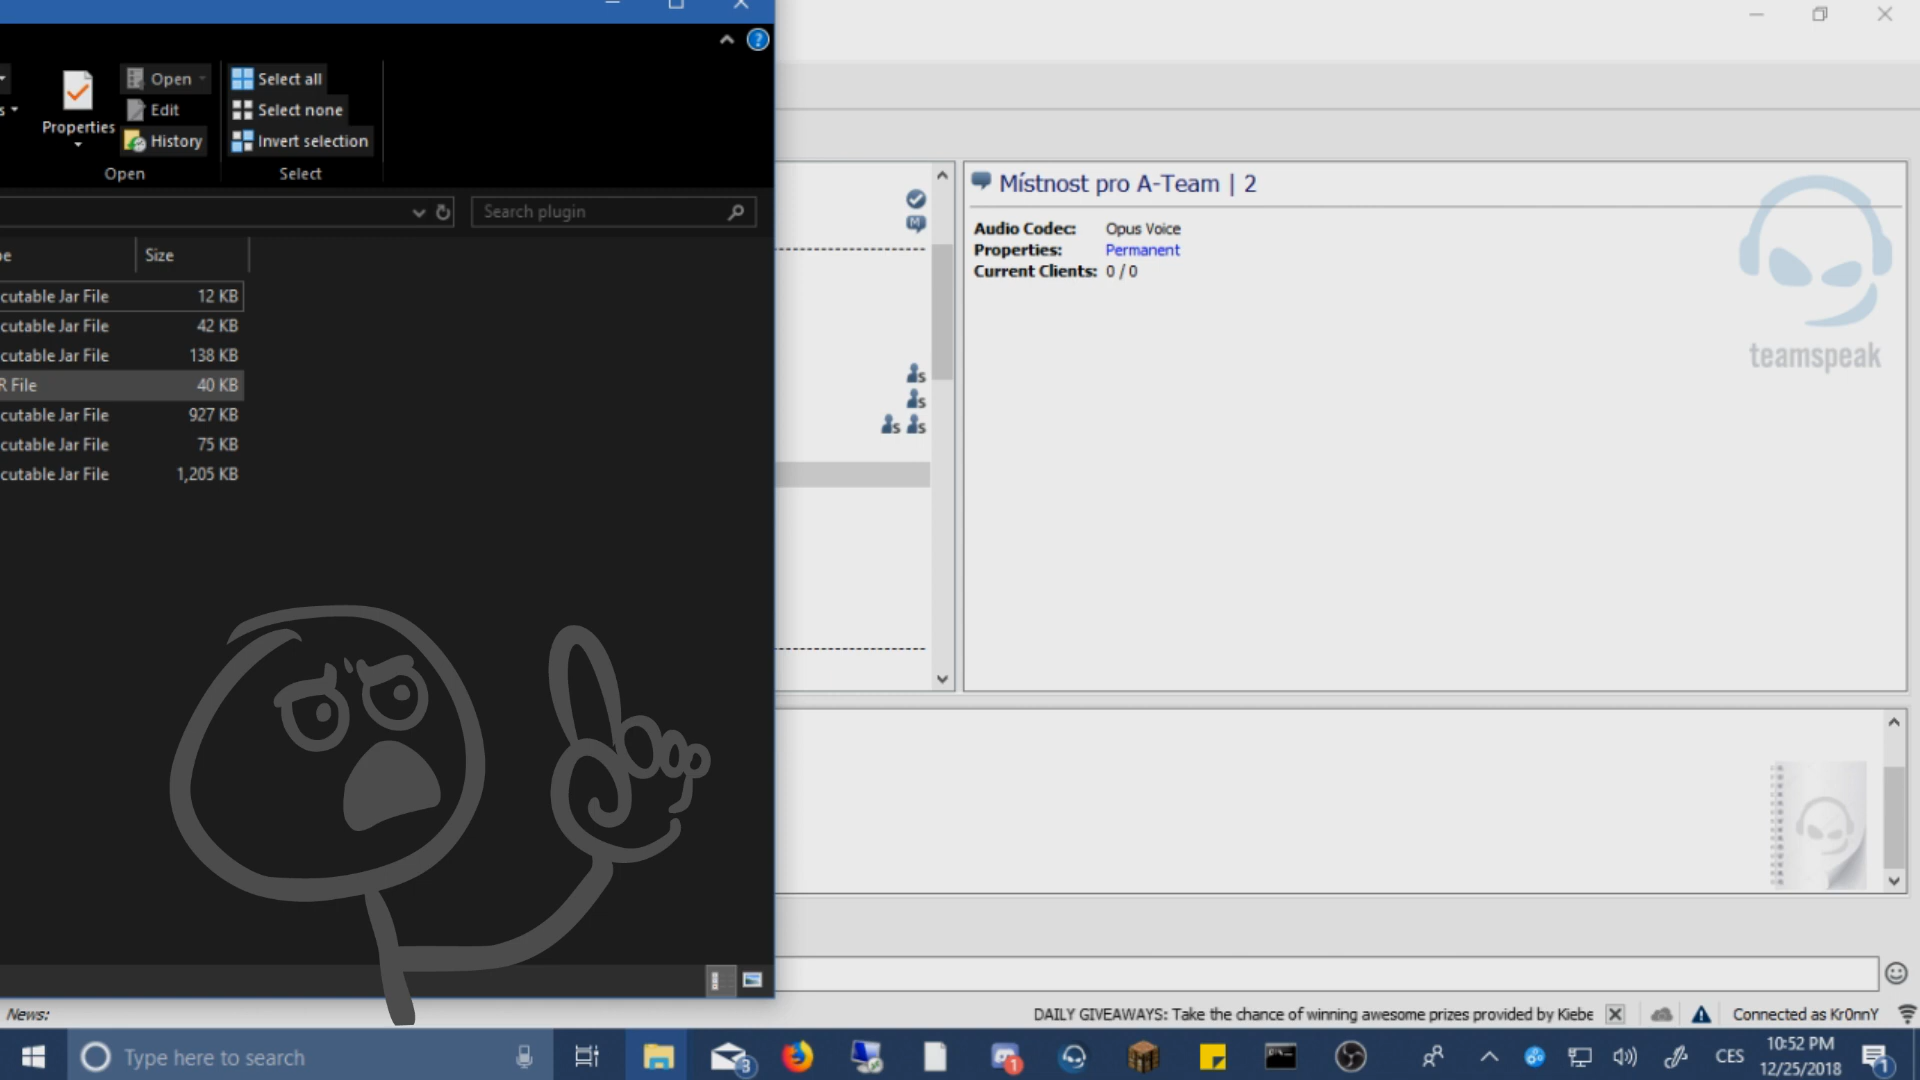 Open
Select all
Edit
Select none
Properties
History
Invert selection
Open
Select
Search plugin
Size
cutable Jar File 12 KB
cutable Jar File 42 KB
cutable Jar File 138 KB
R File 40 KB
cutable Jar File 927 KB
cutable Jar File 75 KB
cutable Jar File 1,205 KB
Místnost pro A-Team | 2
Audio Codec: Opus Voice
Properties: Permanent
Current Clients: 0 / 0
teamspeak
News:
DAILY GIVEAWAYS: Take the chance of winning awesome prizes provided by Kiebe
Connected as Kr0nnY
Type here to search
3
1
CES
10:52 PM
12/25/2018
1